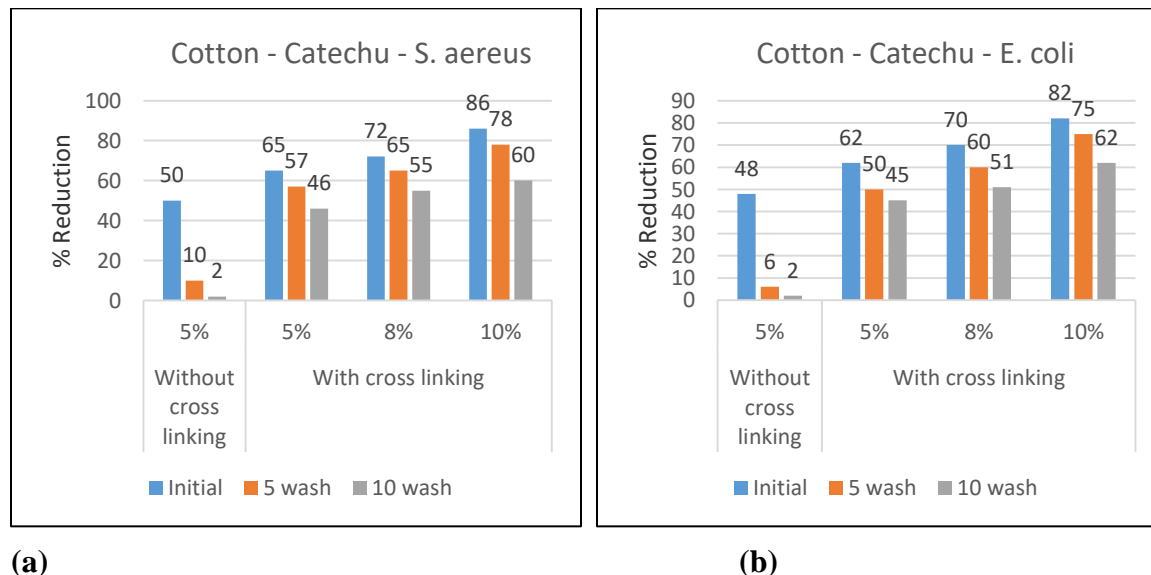 Cotton - Catechu - S. aereus
% Reduction
100
80
60
40
20
0
50
10
2
65
57
46
72
65
55
86
78
60
5%
5%
8%
10%
Without
cross
linking
With cross linking
Initial
5 wash
10 wash
(a)
Cotton - Catechu - E. coli
% Reduction
90
80
70
60
50
40
30
20
10
0
48
6
2
62
50
45
70
60
51
82
75
62
5%
5%
8%
10%
Without
cross
linking
With cross linking
Initial
5 wash
10 wash
(b)